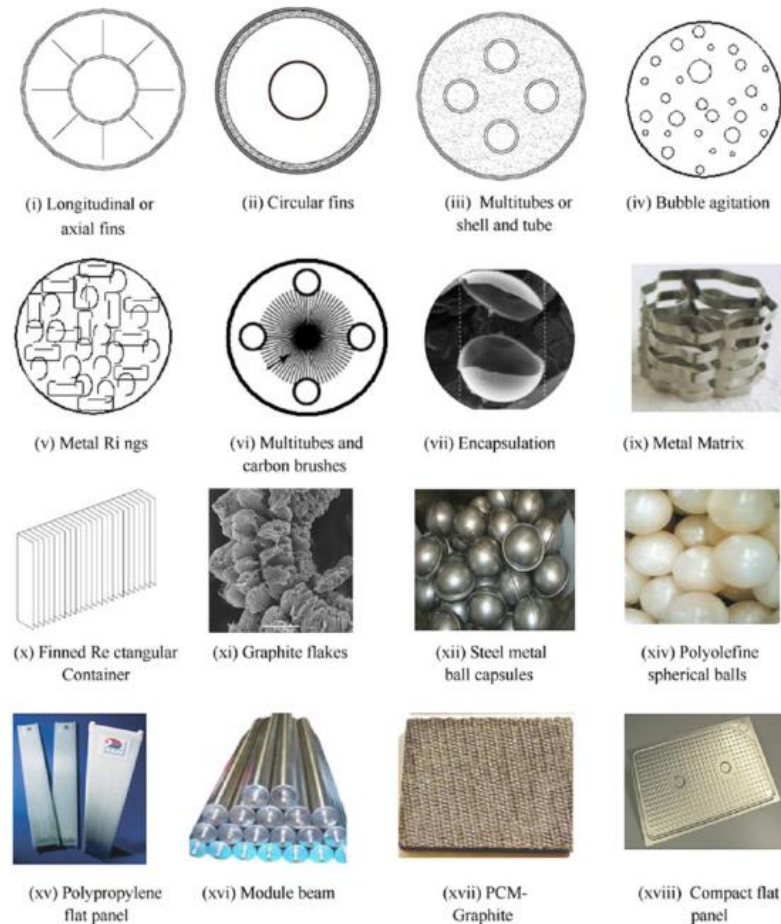 (i) Longitudinal or
axial fins
(ii) Circular fins
(iii) Multitubes or
shell and tube
(iv) Bubble agitation
(v) Metal Ri ngs
(vi) Multitubes and
carbon brushes
(vii) Encapsulation
(ix) Metal Matrix
(x) Finned Re ctangular
Container
(xi) Graphite flakes
(xii) Steel metal
ball capsules
(xiv) Polyolefine
spherical balls
(xv) Polypropylene
flat panel
(xvi) Module beam
(xvii) PCM-
Graphite
(xviii) Compact flat
panel